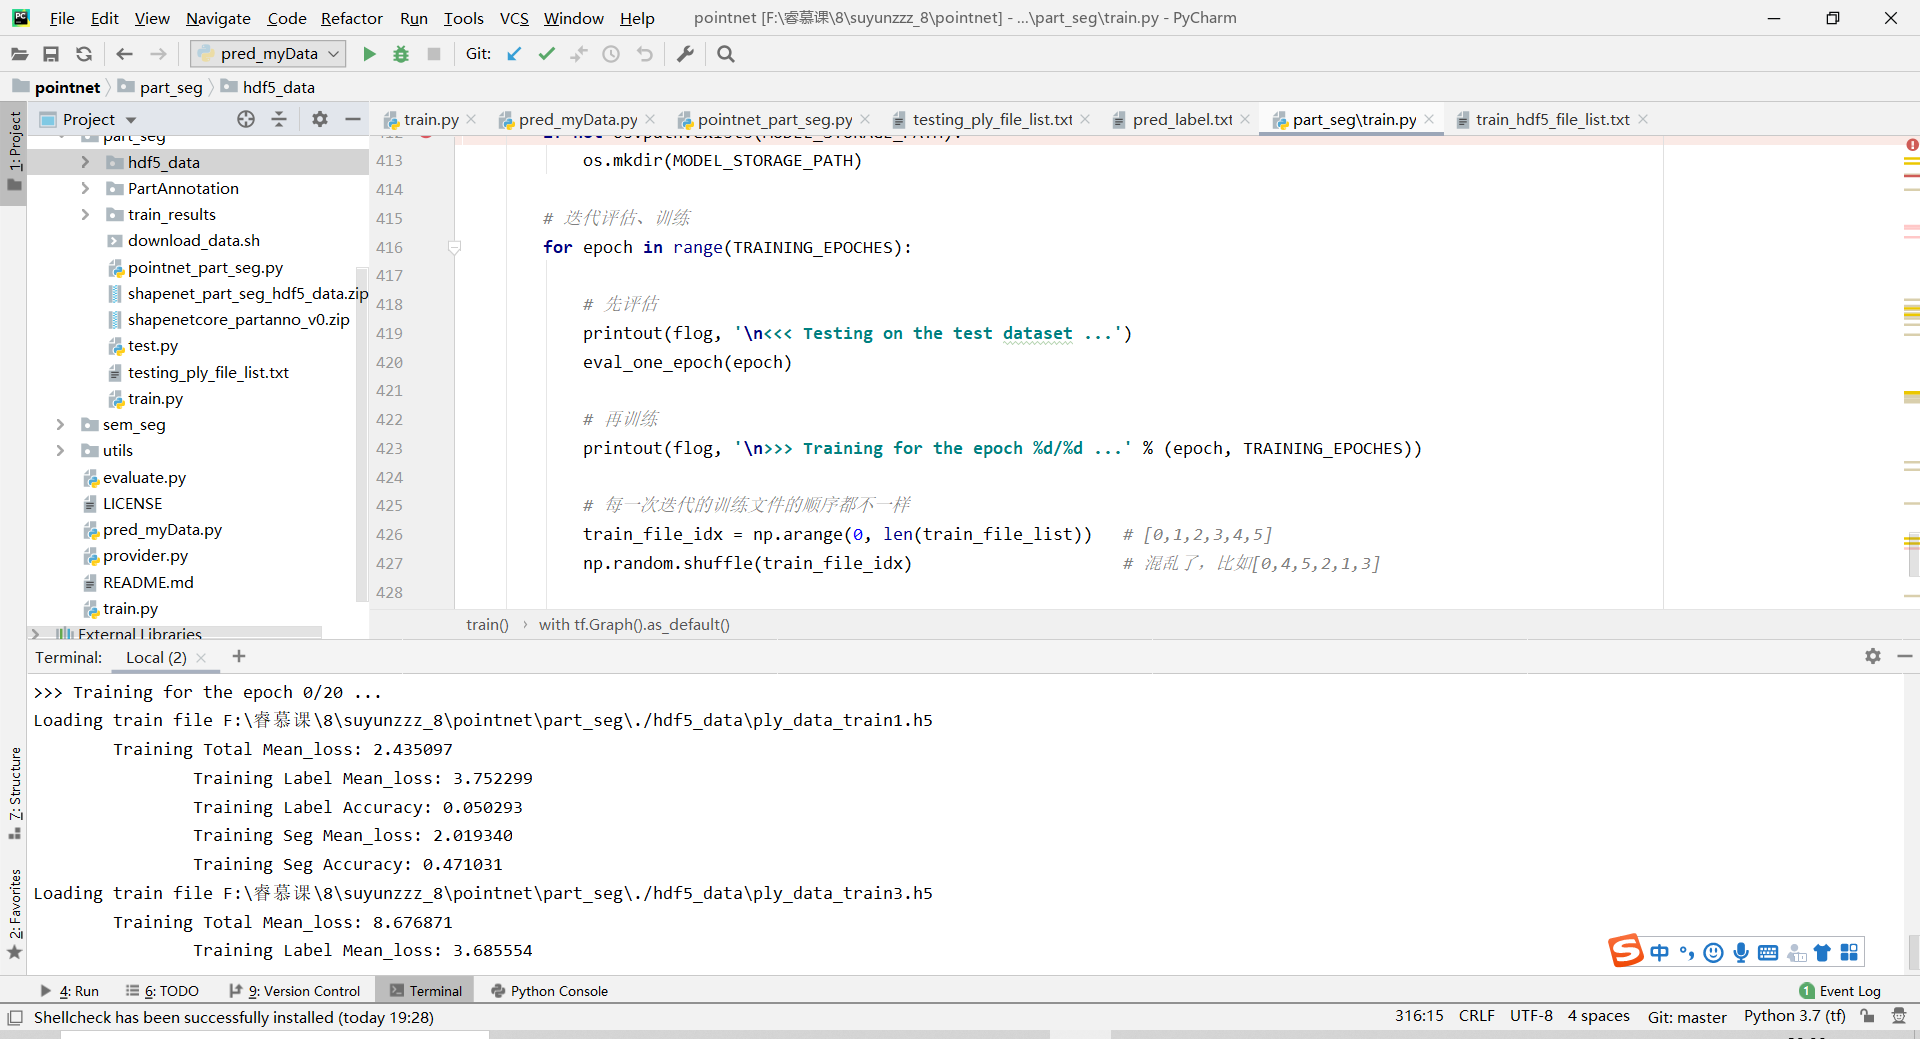 File Edit View Navigate Code Refactor Run Tools VCS Window Help pointnet [F:\睿慕课\8\suyunzzz_8\pointnet] - ...\part_seg\train.py - PyCharm
pred_myData Git:
pointnet part_seg hdf5_data
1: Project
Project
train.py pred_myData.py pointnet_part_seg.py testing_ply_file_list.txt pred_label.txt part_seg\train.py train_hdf5_file_list.txt
part_seg
hdf5_data
PartAnnotation
train_results
download_data.sh
pointnet_part_seg.py
shapenet_part_seg_hdf5_data.zip
shapenetcore_partanno_v0.zip
test.py
testing_ply_file_list.txt
train.py
sem_seg
utils
evaluate.py
LICENSE
pred_myData.py
provider.py
README.md
train.py
External Libraries
412 if not os.path.exists(MODEL_STORAGE_PATH):
413 os.mkdir(MODEL_STORAGE_PATH)
414
415 # 迭代评估、训练
416 for epoch in range(TRAINING_EPOCHES):
417
418 # 先评估
419 printout(flog, '\n<<< Testing on the test dataset ...')
420 eval_one_epoch(epoch)
421
422 # 再训练
423 printout(flog, '\n>>> Training for the epoch %d/%d ...' % (epoch, TRAINING_EPOCHES))
424
425 # 每一次迭代的训练文件的顺序都不一样
426 train_file_idx = np.arange(0, len(train_file_list)) # [0,1,2,3,4,5]
427 np.random.shuffle(train_file_idx) # 混乱了，比如[0,4,5,2,1,3]
428
train() › with tf.Graph().as_default()
Terminal: Local (2) +
>>> Training for the epoch 0/20 ...
Loading train file F:\睿慕课\8\suyunzzz_8\pointnet\part_seg\./hdf5_data\ply_data_train1.h5
Training Total Mean_loss: 2.435097
Training Label Mean_loss: 3.752299
Training Label Accuracy: 0.050293
Training Seg Mean_loss: 2.019340
Training Seg Accuracy: 0.471031
Loading train file F:\睿慕课\8\suyunzzz_8\pointnet\part_seg\./hdf5_data\ply_data_train3.h5
Training Total Mean_loss: 8.676871
Training Label Mean_loss: 3.685554
7: Structure
2: Favorites
中
4: Run 6: TODO 9: Version Control Terminal Python Console 1 Event Log
Shellcheck has been successfully installed (today 19:28) 316:15 CRLF UTF-8 4 spaces Git: master Python 3.7 (tf)